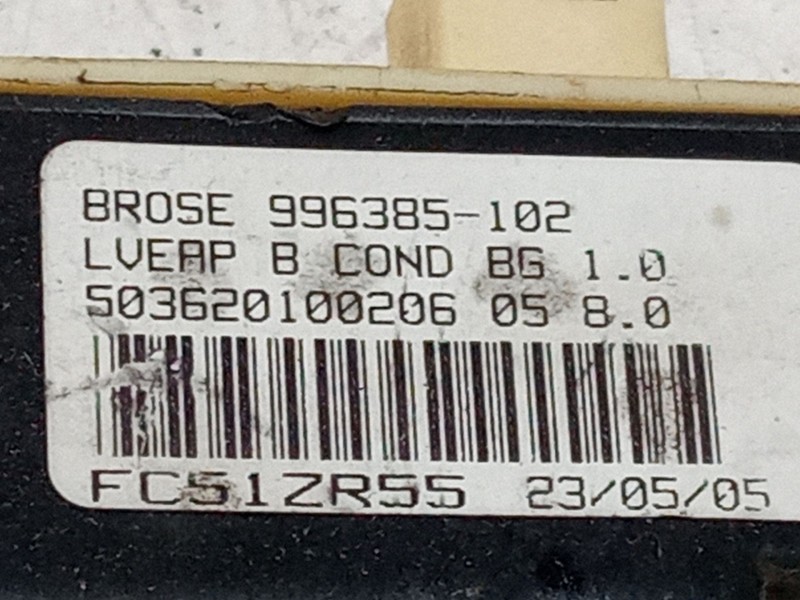 BROSE 996385-102
LVEAP B COND BG 1.0
503620100206 05 8.0
FC51ZR55 23/05/05